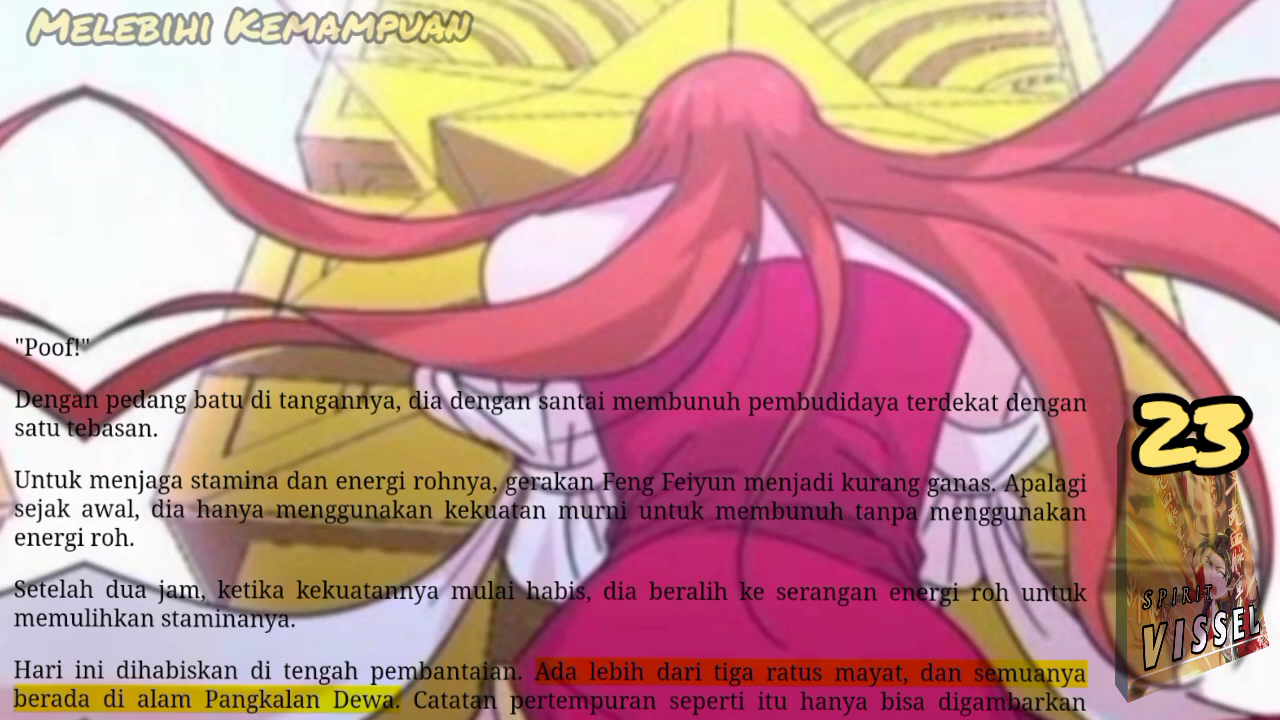 Melebihi Kemampuan
"Poof!"
Dengan pedang batu di tangannya, dia dengan santai membunuh pembudidaya terdekat dengan
satu tebasan.
Untuk menjaga stamina dan energi rohnya, gerakan Feng Feiyun menjadi kurang ganas. Apalagi
sejak awal, dia hanya menggunakan kekuatan murni untuk membunuh tanpa menggunakan
energi roh.
Setelah dua jam, ketika kekuatannya mulai habis, dia beralih ke serangan energi roh untuk
memulihkan staminanya.
Hari ini dihabiskan di tengah pembantaian. Ada lebih dari tiga ratus mayat, dan semuanya
berada di alam Pangkalan Dewa. Catatan pertempuran seperti itu hanya bisa digambarkan
23
SPIRIT
VISSEL